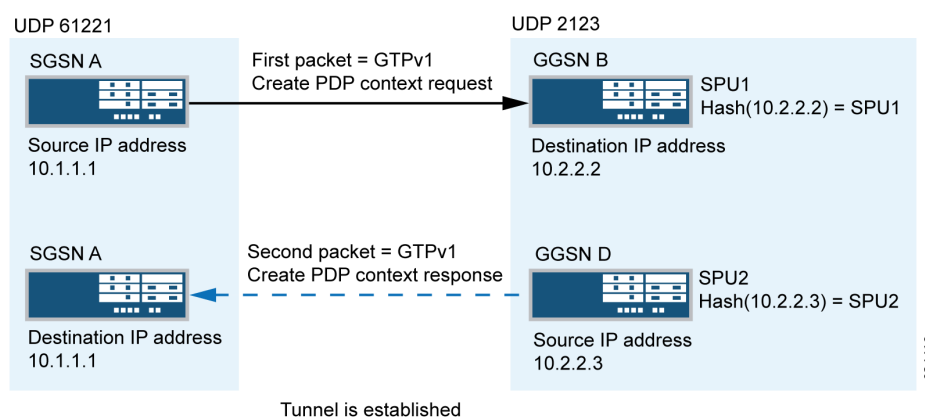 UDP 61221
UDP 2123
SGSN A
First packet = GTPv1
Create PDP context request
GGSN B
SPU1
Hash(10.2.2.2) = SPU1
Source IP address
10.1.1.1
Destination IP address
10.2.2.2
SGSN A
Second packet = GTPv1
Create PDP context response
GGSN D
SPU2
Hash(10.2.2.3) = SPU2
Destination IP address
10.1.1.1
Source IP address
10.2.2.3
Tunnel is established